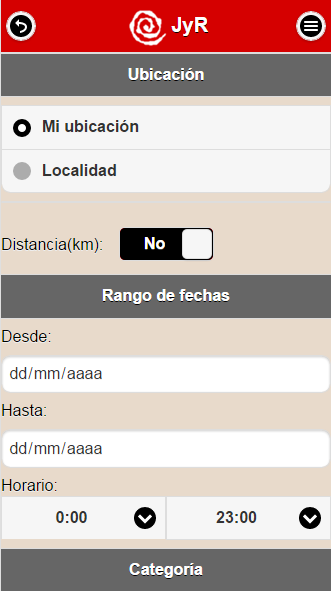 JyR
Ubicación
Mi ubicación
Localidad
Distancia(km): No
Rango de fechas
Desde:
dd/mm/aaaa
Hasta:
dd/mm/aaaa
Horario:
0:00 23:00
Categoría